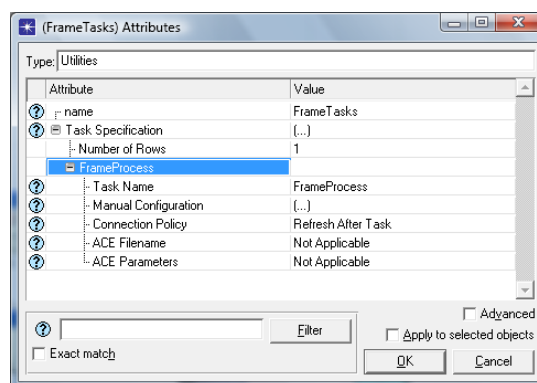 (FrameTasks) Attributes
Type: Utilities
Attribute Value
name FrameTasks
Task Specification (...)
Number of Rows 1
FrameProcess
Task Name FrameProcess
Manual Configuration (...)
Connection Policy Refresh After Task
ACE Filename Not Applicable
ACE Parameters Not Applicable
Advanced
Filter
Apply to selected objects
Exact match
OK Cancel